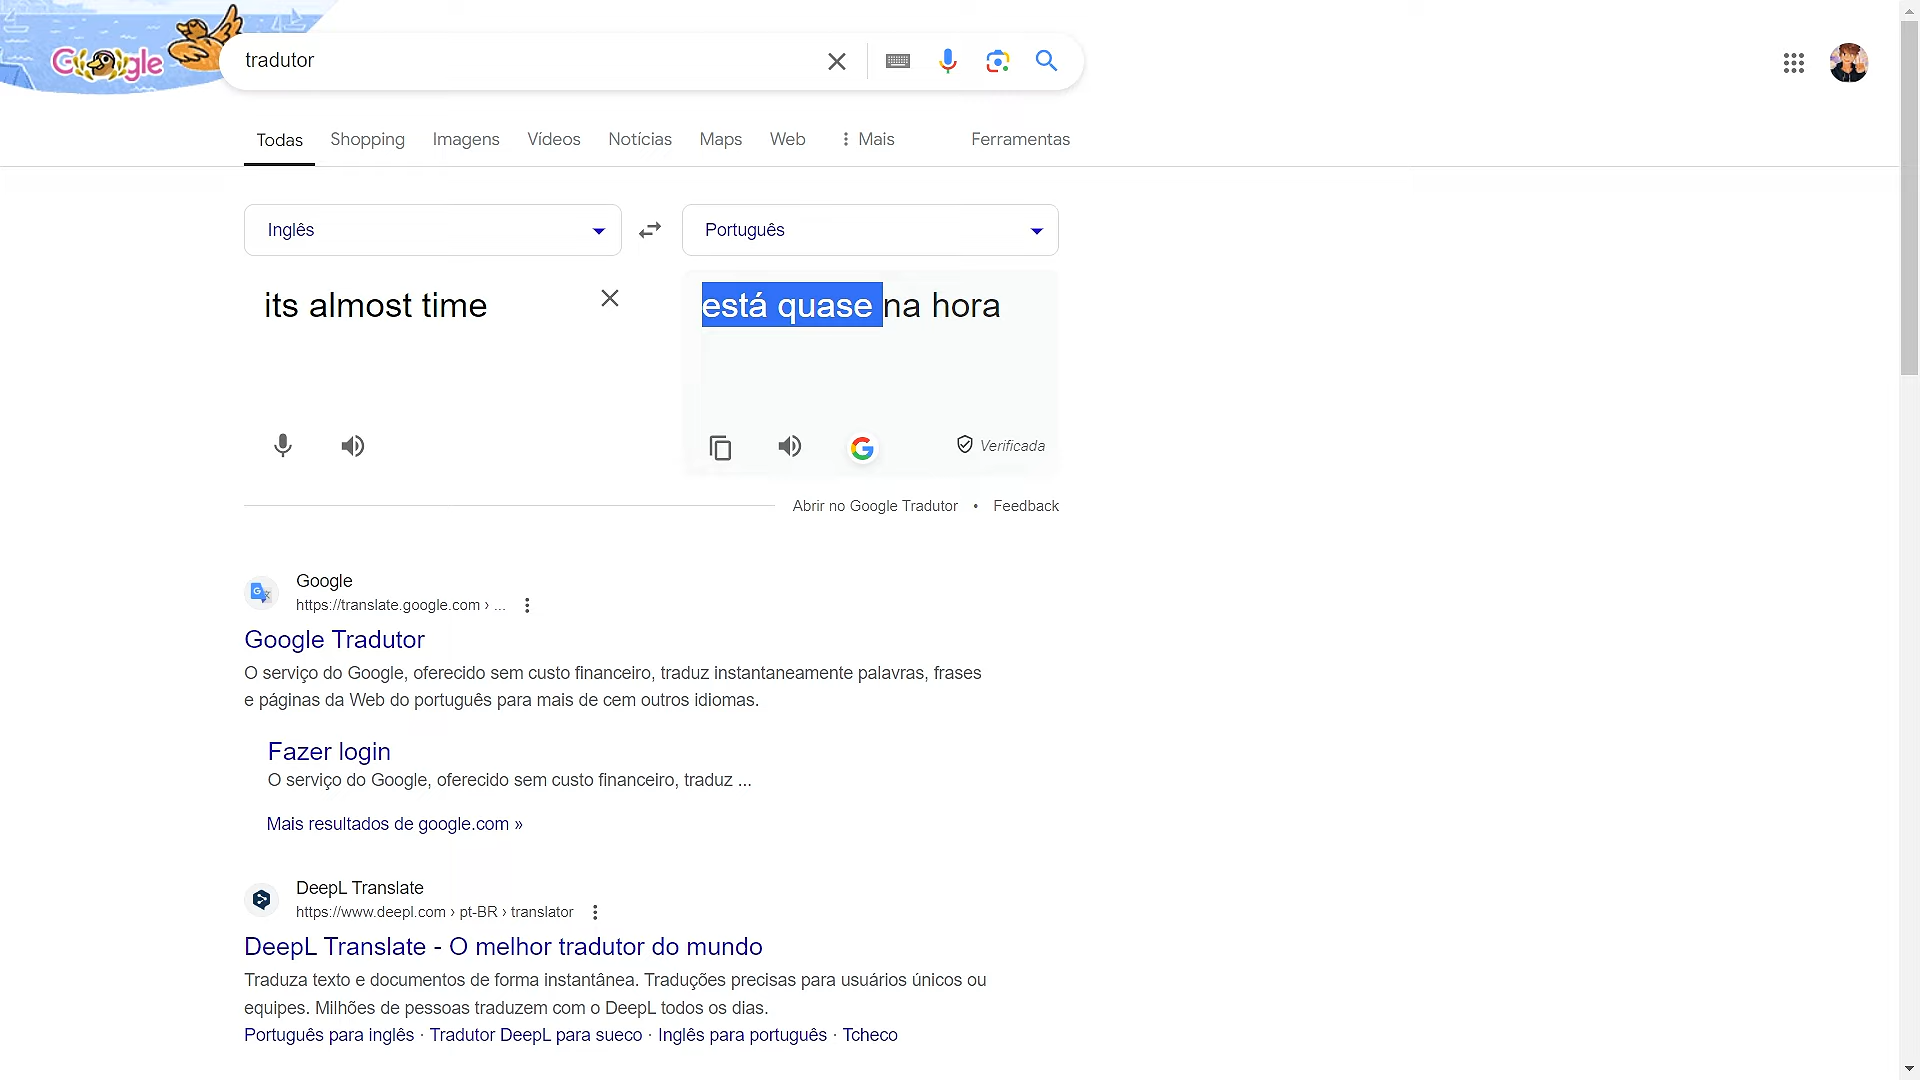 Google
tradutor
Todas
Shopping
Imagens
Vídeos
Notícias
Maps
Web
Mais
Ferramentas
Inglês
Português
its almost time
está quase na hora
Verificada
Abrir no Google Tradutor • Feedback
Google
https://translate.google.com › ...
Google Tradutor
O serviço do Google, oferecido sem custo financeiro, traduz instantaneamente palavras, frases
e páginas da Web do português para mais de cem outros idiomas.
Fazer login
O serviço do Google, oferecido sem custo financeiro, traduz ...
Mais resultados de google.com »
DeepL Translate
https://www.deepl.com › pt-BR › translator
DeepL Translate - O melhor tradutor do mundo
Traduza texto e documentos de forma instantânea. Traduções precisas para usuários únicos ou
equipes. Milhões de pessoas traduzem com o DeepL todos os dias.
Português para inglês · Tradutor DeepL para sueco · Inglês para português · Tcheco